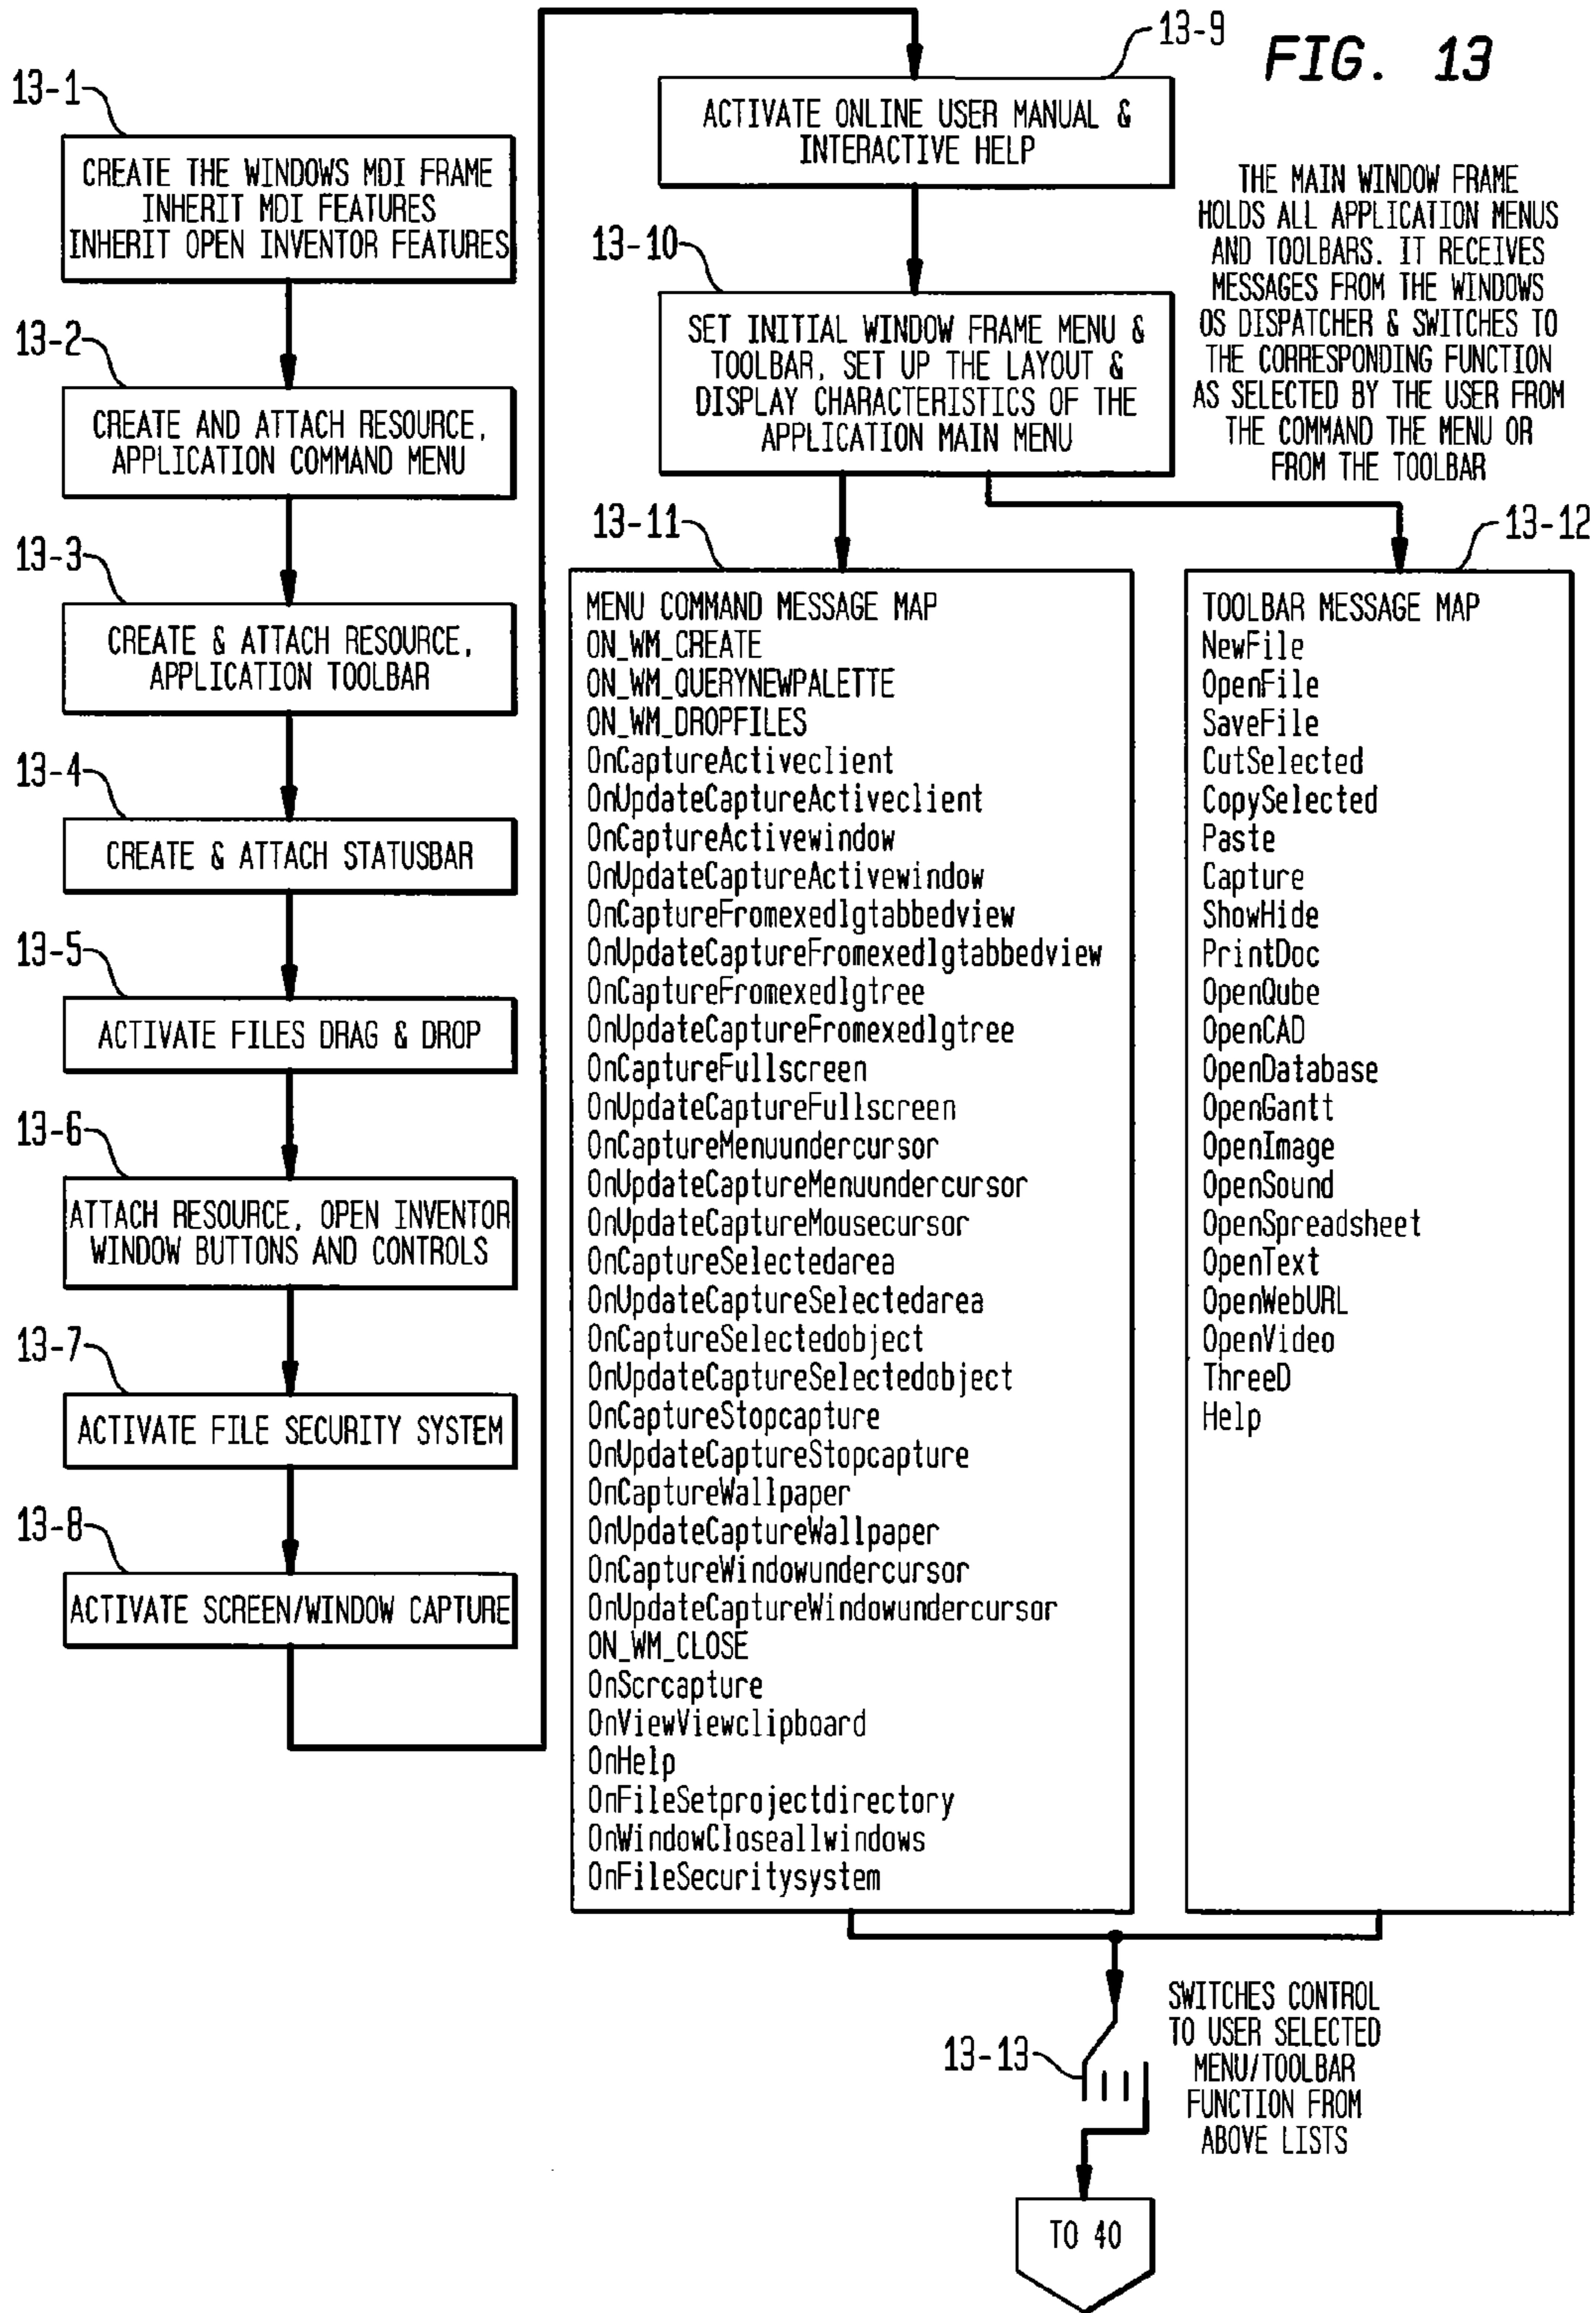 FIG. 13
13-1
CREATE THE WINDOWS MDI FRAME
INHERIT MDI FEATURES
INHERIT OPEN INVENTOR FEATURES
13-2
CREATE AND ATTACH RESOURCE,
APPLICATION COMMAND MENU
13-3
CREATE & ATTACH RESOURCE,
APPLICATION TOOLBAR
13-4
CREATE & ATTACH STATUSBAR
13-5
ACTIVATE FILES DRAG & DROP
13-6
ATTACH RESOURCE, OPEN INVENTOR
WINDOW BUTTONS AND CONTROLS
13-7
ACTIVATE FILE SECURITY SYSTEM
13-8
ACTIVATE SCREEN/WINDOW CAPTURE
13-9
ACTIVATE ONLINE USER MANUAL &
INTERACTIVE HELP
13-10
SET INITIAL WINDOW FRAME MENU &
TOOLBAR, SET UP THE LAYOUT &
DISPLAY CHARACTERISTICS OF THE
APPLICATION MAIN MENU
THE MAIN WINDOW FRAME
HOLDS ALL APPLICATION MENUS
AND TOOLBARS. IT RECEIVES
MESSAGES FROM THE WINDOWS
OS DISPATCHER & SWITCHES TO
THE CORRESPONDING FUNCTION
AS SELECTED BY THE USER FROM
THE COMMAND THE MENU OR
FROM THE TOOLBAR
13-11
MENU COMMAND MESSAGE MAP
ON_WM_CREATE
ON_WM_QUERYNEWPALETTE
ON_WM_DROPFILES
OnCaptureActiveclient
OnUpdateCaptureActiveclient
OnCaptureActivewindow
OnUpdateCaptureActivewindow
OnCaptureFromexedlgtabbedview
OnUpdateCaptureFromexedlgtabbedview
OnCaptureFromexedlgtree
OnUpdateCaptureFromexedlgtree
OnCaptureFullscreen
OnUpdateCaptureFullscreen
OnCaptureMenuundercursor
OnUpdateCaptureMenuundercursor
OnUpdateCaptureMousecursor
OnCaptureSelectedarea
OnUpdateCaptureSelectedarea
OnCaptureSelectedobject
OnUpdateCaptureSelectedobject
OnCaptureStopcapture
OnUpdateCaptureStopcapture
OnCaptureWallpaper
OnUpdateCaptureWallpaper
OnCaptureWindowundercursor
OnUpdateCaptureWindowundercursor
ON_WM_CLOSE
OnScrcapture
OnViewViewclipboard
OnHelp
OnFileSetprojectdirectory
OnWindowCloseallwindows
OnFileSecuritysystem
13-12
TOOLBAR MESSAGE MAP
NewFile
OpenFile
SaveFile
CutSelected
CopySelected
Paste
Capture
ShowHide
PrintDoc
OpenQube
OpenCAD
OpenDatabase
OpenGantt
OpenImage
OpenSound
OpenSpreadsheet
OpenText
OpenWebURL
OpenVideo
ThreeD
Help
13-13
SWITCHES CONTROL
TO USER SELECTED
MENU/TOOLBAR
FUNCTION FROM
ABOVE LISTS
TO 40